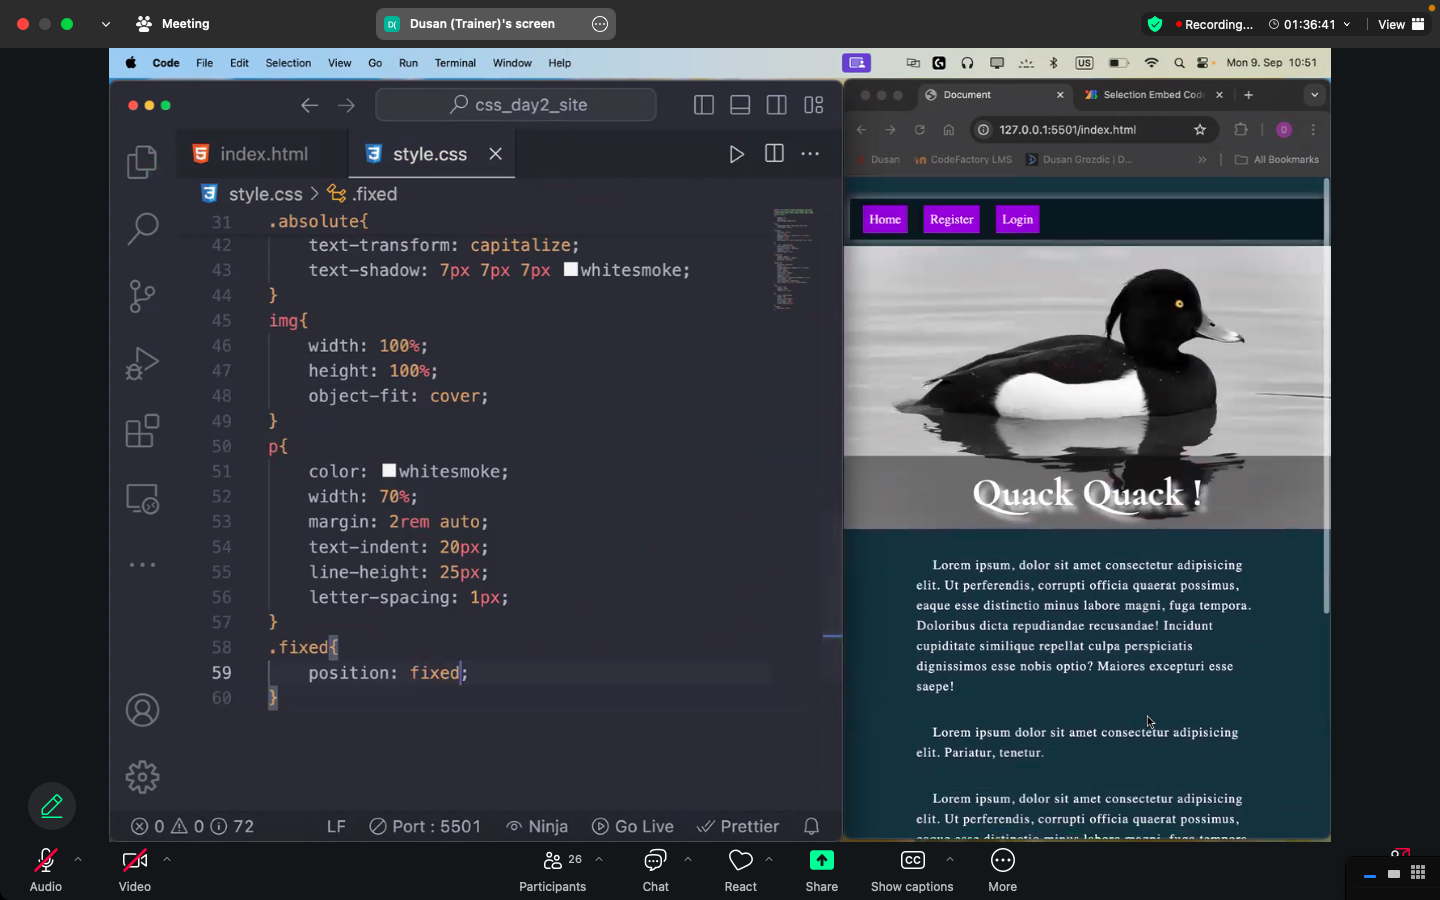 Meeting
D( Dusan (Trainer)'s screen
Recording...
01:36:41
View
Code File Edit Selection View Go Run Terminal Window Help
US
Mon 9. Sep 10:51
css_day2_site
index.html
style.css
style.css > .fixed
31 .absolute{
42 text-transform: capitalize;
43 text-shadow: 7px 7px 7px whitesmoke;
44 }
45 img{
46 width: 100%;
47 height: 100%;
48 object-fit: cover;
49 }
50 p{
51 color: whitesmoke;
52 width: 70%;
53 margin: 2rem auto;
54 text-indent: 20px;
55 line-height: 25px;
56 letter-spacing: 1px;
57 }
58 .fixed{
59 position: fixed;
60 }
0 0 72
LF
Port : 5501
Ninja
Go Live
Prettier
Document
Selection Embed Cod
127.0.0.1:5501/index.html
D
Dusan
CodeFactory LMS
Dusan Grozdic | D...
All Bookmarks
Home
Register
Login
Quack Quack !
Lorem ipsum, dolor sit amet consectetur adipisicing
elit. Ut perferendis, corrupti officia quaerat possimus,
eaque esse distinctio minus labore magni, fuga tempora.
Doloribus dicta repudiandae recusandae! Incidunt
cupiditate similique repellat culpa perspiciatis
dignissimos esse nobis optio? Maiores excepturi esse
saepe!
Lorem ipsum dolor sit amet consectetur adipisicing
elit. Pariatur, tenetur.
Lorem ipsum, dolor sit amet consectetur adipisicing
elit. Ut perferendis, corrupti officia quaerat possimus,
eaque esse distinctio minus labore magni, fuga tempora.
Audio
Video
Participants
26
Chat
React
Share
CC
Show captions
More